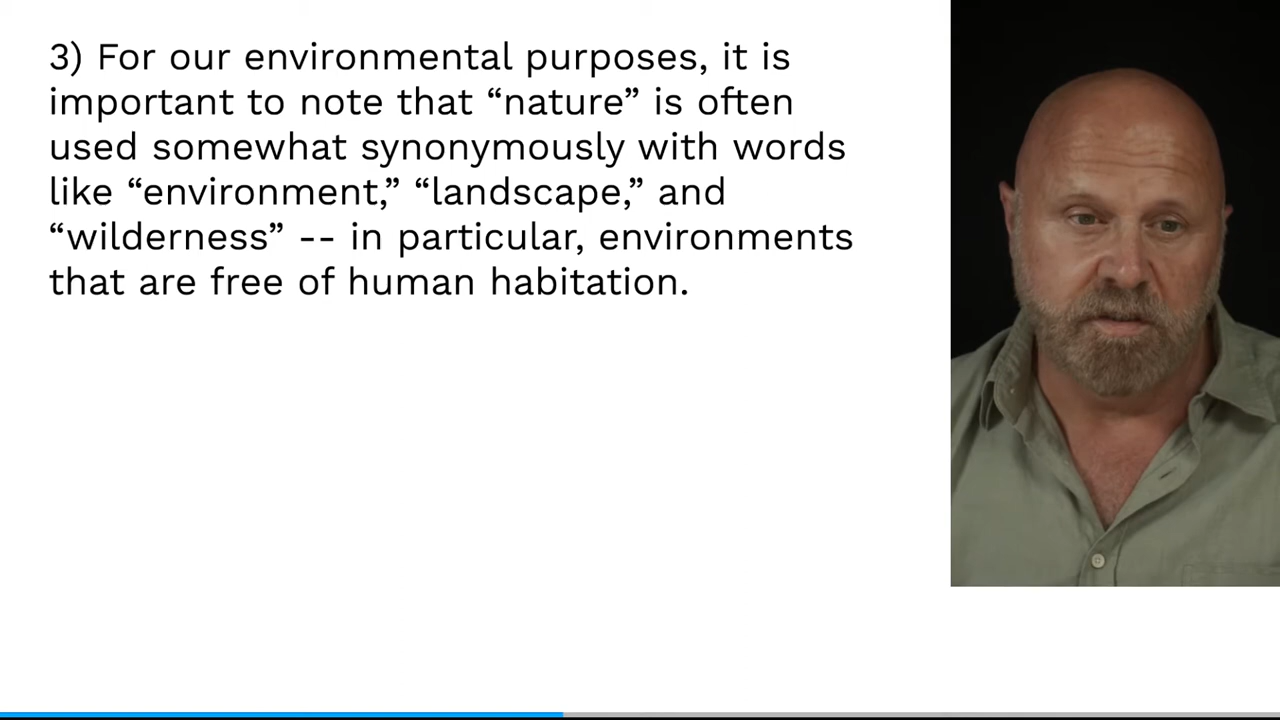 3) For our environmental purposes, it is
important to note that “nature” is often
used somewhat synonymously with words
like “environment,” “landscape,” and
“wilderness” -- in particular, environments
that are free of human habitation.